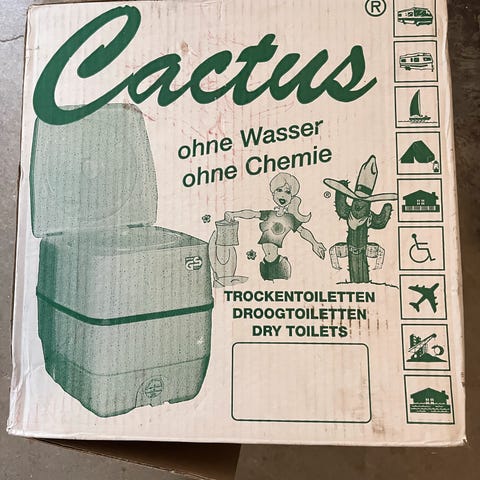 Cactus ®
ohne Wasser
ohne Chemie
®
TROCKENTOILETTEN
DROOGTOILETTEN
DRY TOILETS